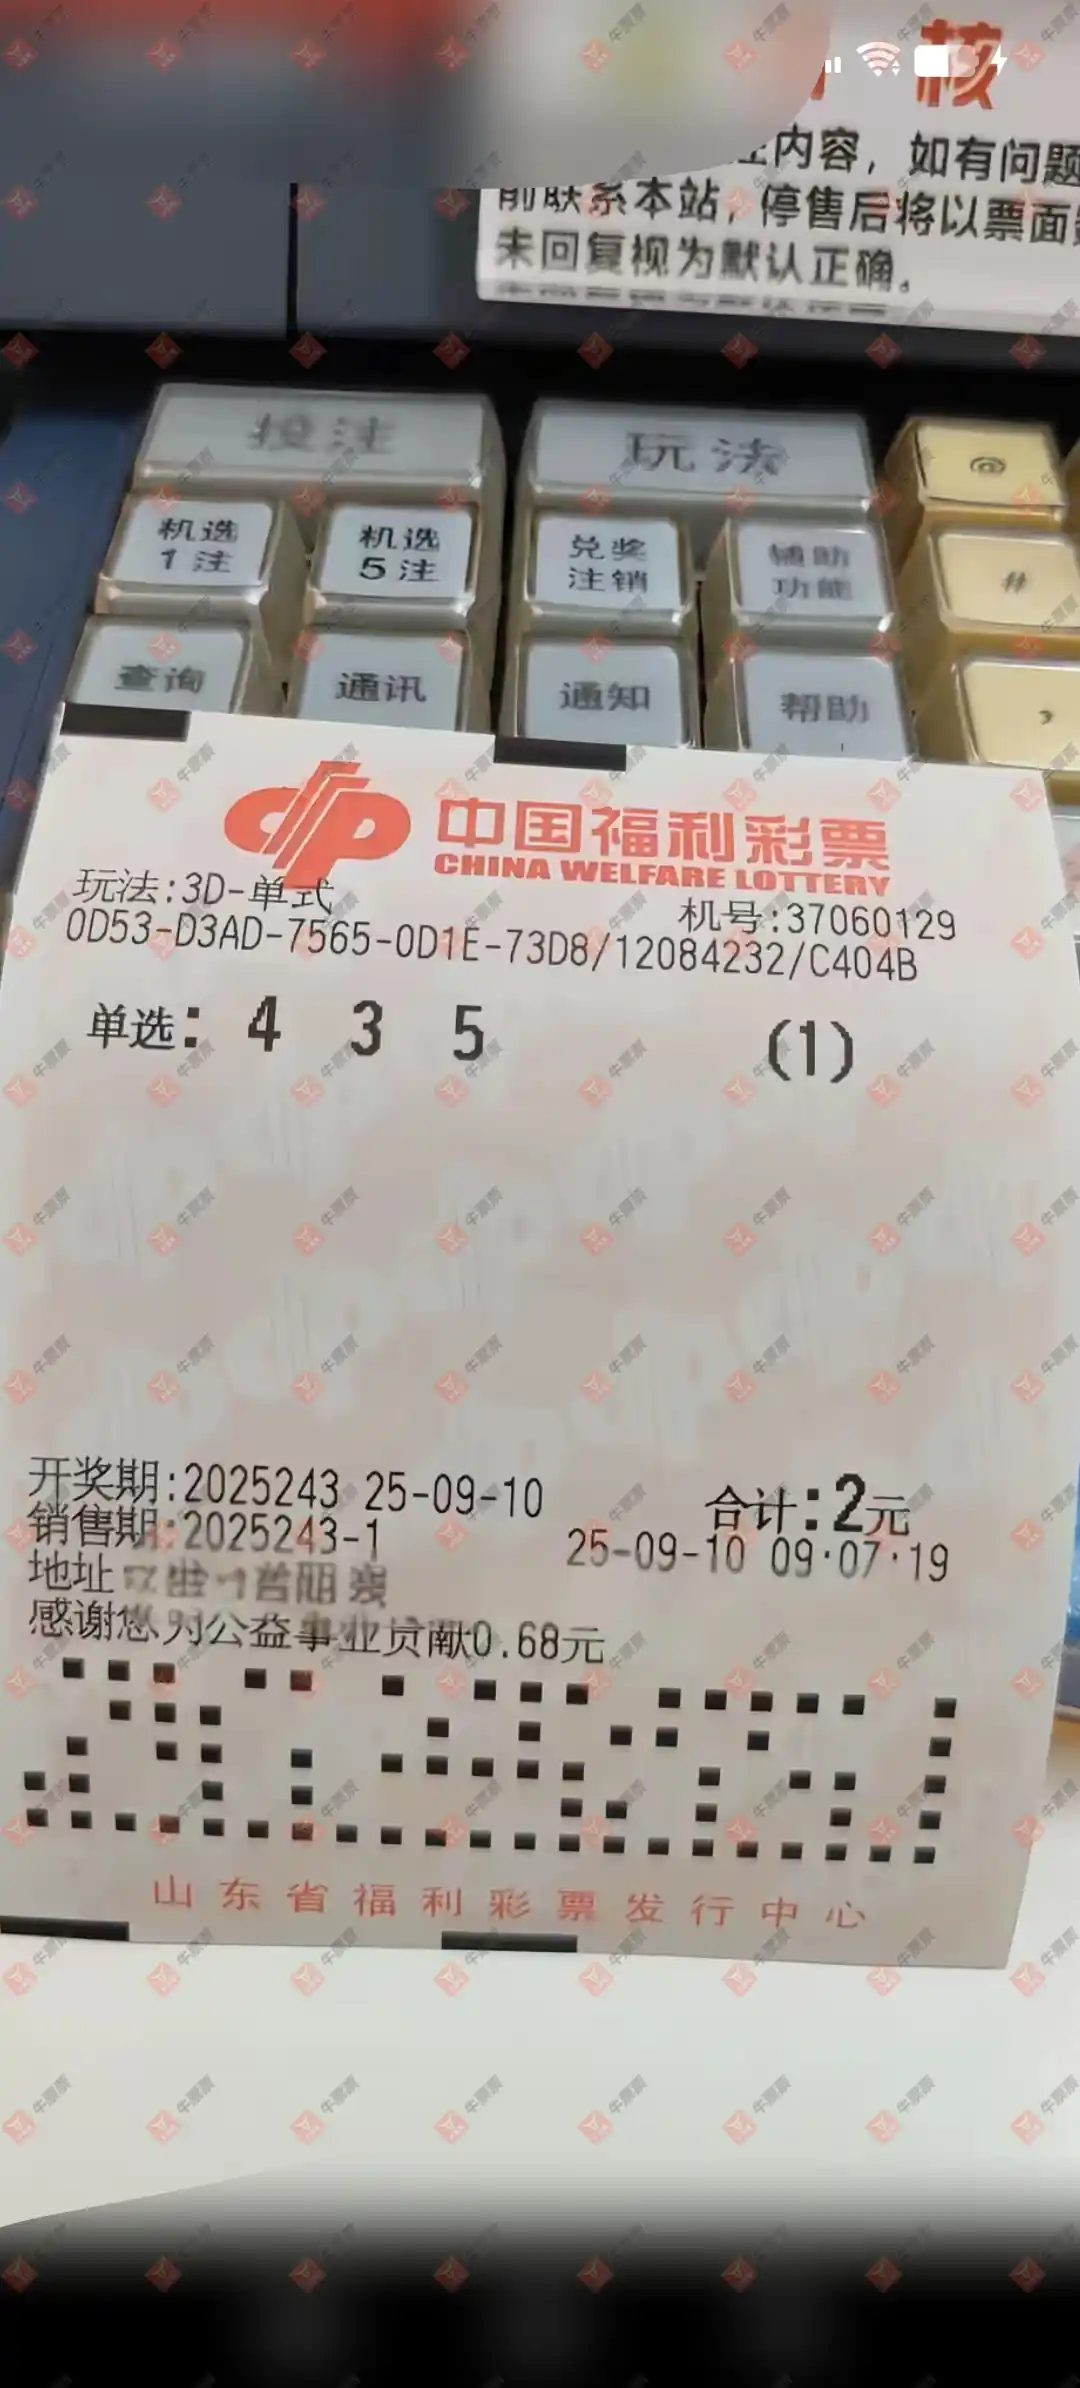 核
内容，如有问题
前联系本站，停售后将以票面
未回复视为默认正确。
投注
玩法
@
机选
1注
机选
5注
兑奖
注销
辅助
功能
#
查询
通讯
通知
帮助
,
中国福利彩票
CHINA WELFARE LOTTERY
玩法:3D-单式
机号:37060129
0D53-D3AD-7565-0D1E-73D8/12084232/C404B
单选: 4 3 5 (1)
开奖期:2025243 25-09-10
合计:2元
销售期:2025243-1
25-09-10 09:07:19
地址
感谢您为公益事业贡献0.68元
山东省福利彩票发行中心
牛票票